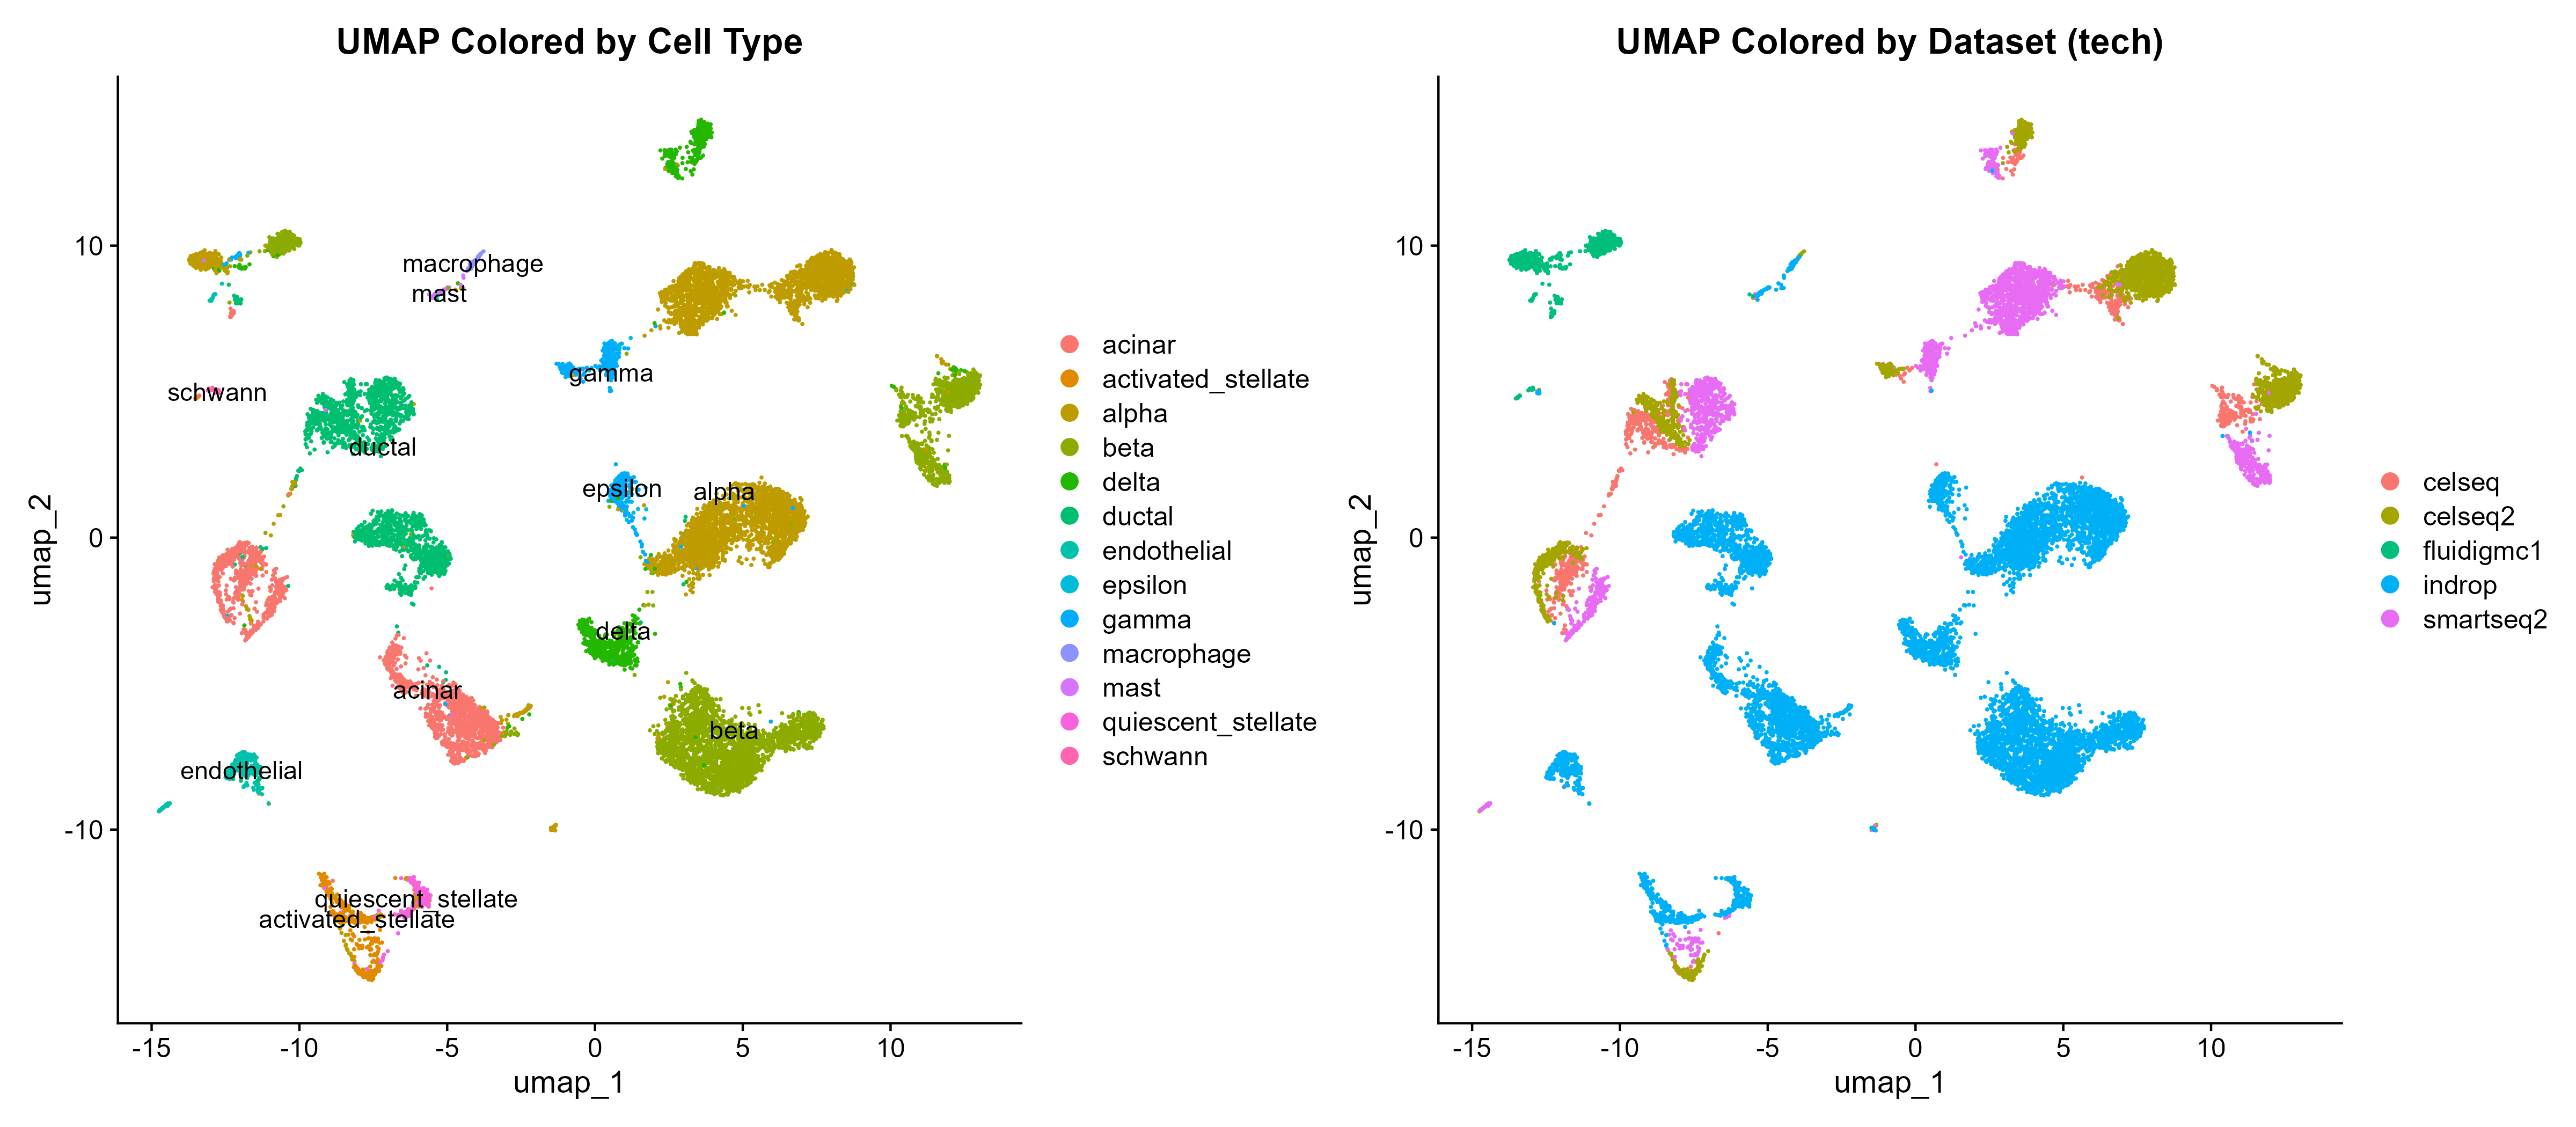 UMAP Colored by Cell Type
10
0
-10
umap_2
macrophage
mast
gamma
schwann
ductal
epsilon
alpha
delta
acinar
beta
endothelial
quiescent_stellate
activated_stellate
-15
-10
-5
0
5
10
umap_1
acinar
activated_stellate
alpha
beta
delta
ductal
endothelial
epsilon
gamma
macrophage
mast
quiescent_stellate
schwann
UMAP Colored by Dataset (tech)
10
0
-10
umap_2
-15
-10
-5
0
5
10
umap_1
celseq
celseq2
fluidigmc1
indrop
smartseq2